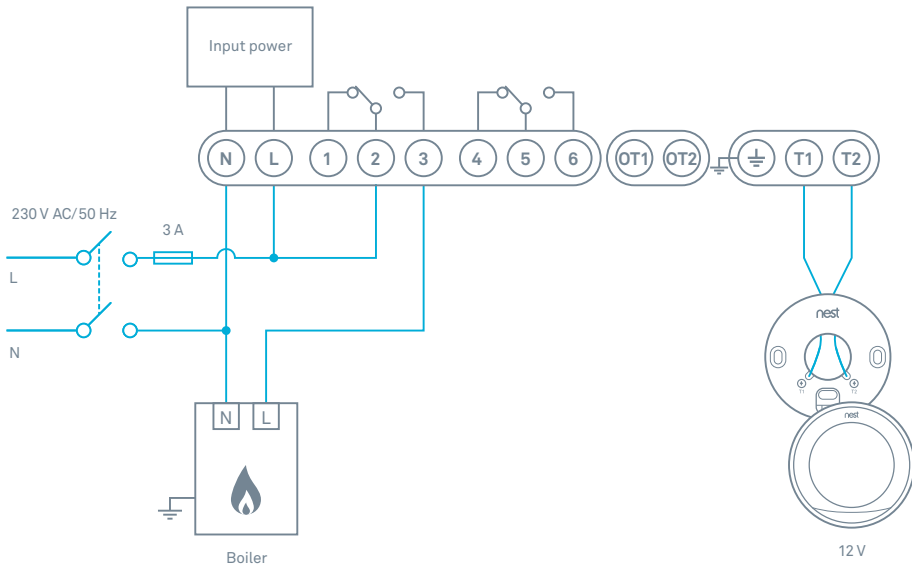 Input power
N L 1 2 3 4 5 6 OT1 OT2 T1 T2
230 V AC/50 Hz
3 A
L
N
nest
T1 T2
N L
nest
12 V
Boiler